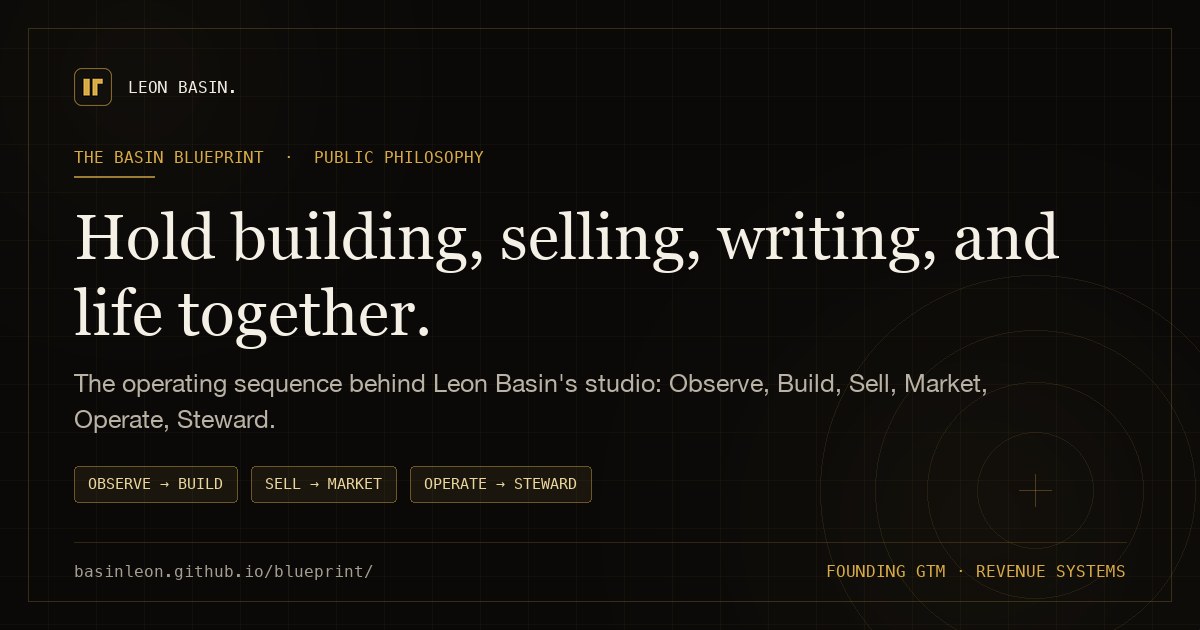 LEON BASIN.
THE BASIN BLUEPRINT · PUBLIC PHILOSOPHY
Hold building, selling, writing, and
life together.
The operating sequence behind Leon Basin's studio: Observe, Build, Sell, Market,
Operate, Steward.
OBSERVE → BUILD SELL → MARKET OPERATE → STEWARD
basinleon.github.io/blueprint/ FOUNDING GTM · REVENUE SYSTEMS